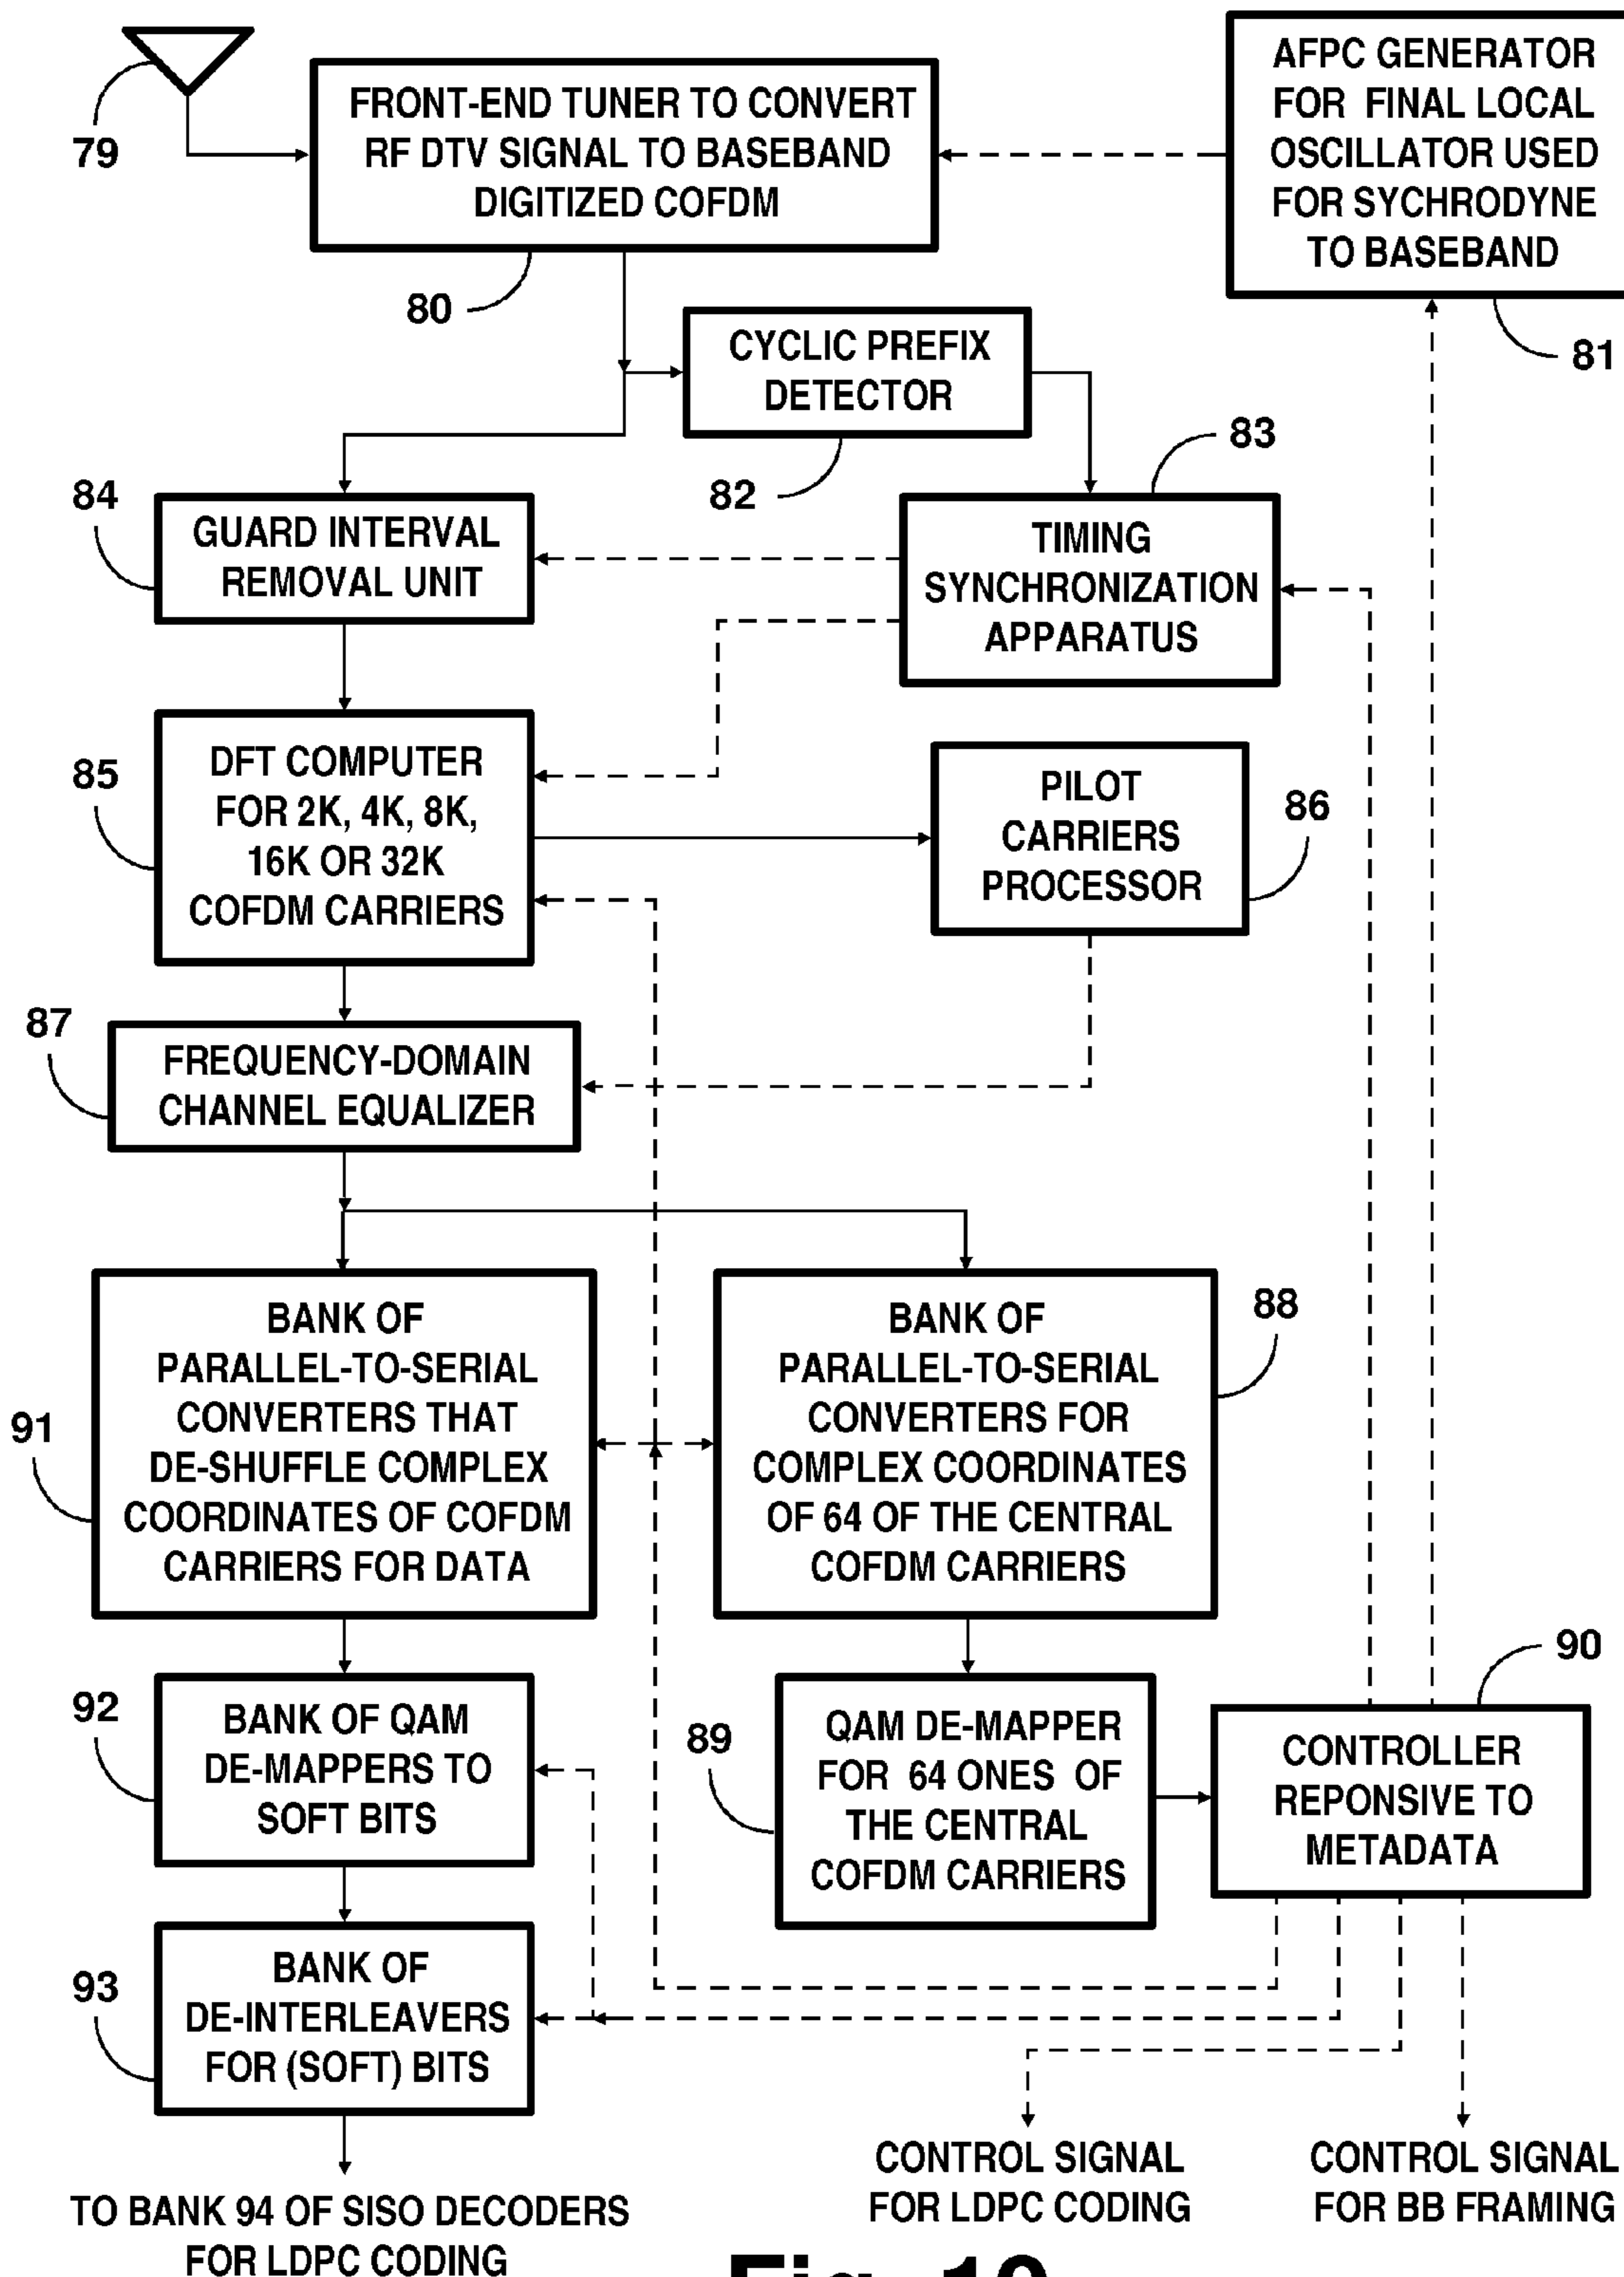 FRONT-END TUNER TO CONVERT
RF DTV SIGNAL TO BASEBAND
DIGITIZED COFDM
AFPC GENERATOR
FOR FINAL LOCAL
OSCILLATOR USED
FOR SYCHRODYNE
TO BASEBAND
79
80
81
CYCLIC PREFIX
DETECTOR
82
83
84
GUARD INTERVAL
REMOVAL UNIT
TIMING
SYNCHRONIZATION
APPARATUS
85
DFT COMPUTER
FOR 2K, 4K, 8K,
16K OR 32K
COFDM CARRIERS
PILOT
CARRIERS
PROCESSOR
86
87
FREQUENCY-DOMAIN
CHANNEL EQUALIZER
91
BANK OF
PARALLEL-TO-SERIAL
CONVERTERS THAT
DE-SHUFFLE COMPLEX
COORDINATES OF COFDM
CARRIERS FOR DATA
BANK OF
PARALLEL-TO-SERIAL
CONVERTERS FOR
COMPLEX COORDINATES
OF 64 OF THE CENTRAL
COFDM CARRIERS
88
92
BANK OF QAM
DE-MAPPERS TO
SOFT BITS
89
QAM DE-MAPPER
FOR 64 ONES OF
THE CENTRAL
COFDM CARRIERS
90
CONTROLLER
REPONSIVE TO
METADATA
93
BANK OF
DE-INTERLEAVERS
FOR (SOFT) BITS
TO BANK 94 OF SISO DECODERS
FOR LDPC CODING
CONTROL SIGNAL
FOR LDPC CODING
CONTROL SIGNAL
FOR BB FRAMING